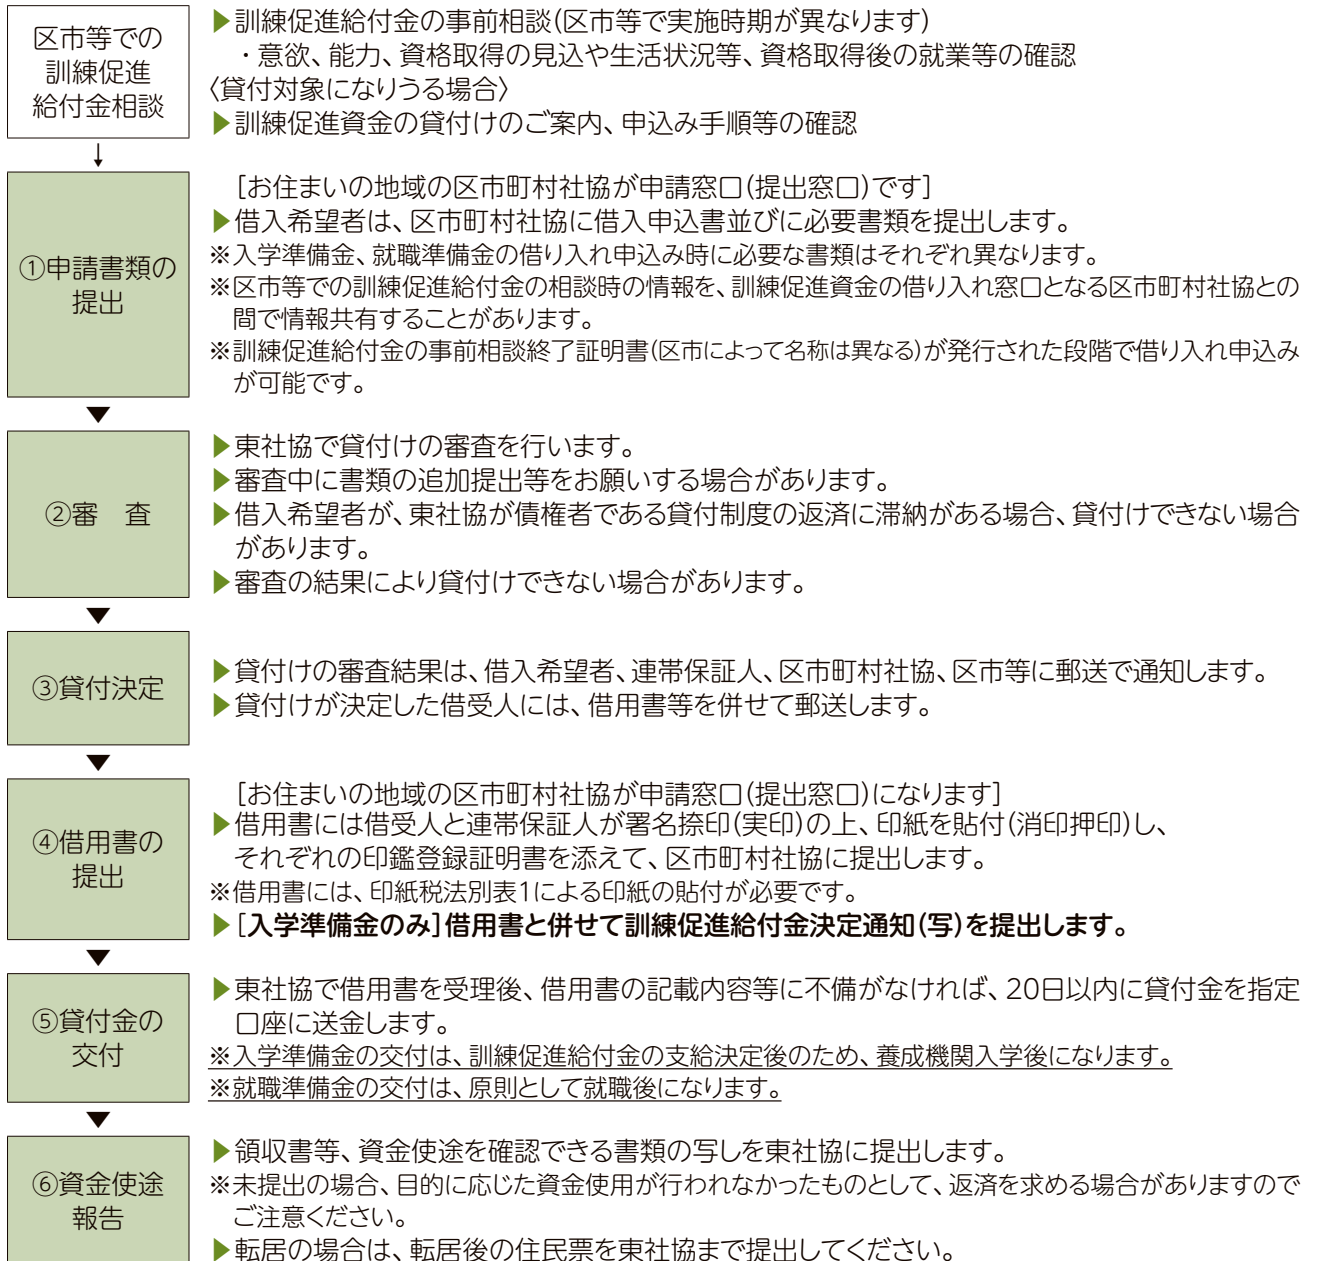 区市等での
訓練促進
給付金相談
▶訓練促進給付金の事前相談(区市等で実施時期が異なります)
・意欲、能力、資格取得の見込や生活状況等、資格取得後の就業等の確認
〈貸付対象になりうる場合〉
▶訓練促進資金の貸付けのご案内、申込み手順等の確認
↓
①申請書類の
提出
[お住まいの地域の区市町村社協が申請窓口(提出窓口)です]
▶借入希望者は、区市町村社協に借入申込書並びに必要書類を提出します。
※入学準備金、就職準備金の借り入れ申込み時に必要な書類はそれぞれ異なります。
※区市等での訓練促進給付金の相談時の情報を、訓練促進資金の借り入れ窓口となる区市町村社協との
間で情報共有することがあります。
※訓練促進給付金の事前相談終了証明書(区市によって名称は異なる)が発行された段階で借り入れ申込み
が可能です。
▼
②審　査
▶東社協で貸付けの審査を行います。
▶審査中に書類の追加提出等をお願いする場合があります。
▶借入希望者が、東社協が債権者である貸付制度の返済に滞納がある場合、貸付けできない場合
があります。
▶審査の結果により貸付けできない場合があります。
▼
③貸付決定
▶貸付けの審査結果は、借入希望者、連帯保証人、区市町村社協、区市等に郵送で通知します。
▶貸付けが決定した借受人には、借用書等を併せて郵送します。
▼
④借用書の
提出
[お住まいの地域の区市町村社協が申請窓口(提出窓口)になります]
▶借用書には借受人と連帯保証人が署名捺印(実印)の上、印紙を貼付(消印押印)し、
それぞれの印鑑登録証明書を添えて、区市町村社協に提出します。
※借用書には、印紙税法別表1による印紙の貼付が必要です。
▶[入学準備金のみ]借用書と併せて訓練促進給付金決定通知(写)を提出します。
▼
⑤貸付金の
交付
▶東社協で借用書を受理後、借用書の記載内容等に不備がなければ、20日以内に貸付金を指定
口座に送金します。
※入学準備金の交付は、訓練促進給付金の支給決定後のため、養成機関入学後になります。
※就職準備金の交付は、原則として就職後になります。
▼
⑥資金使途
報告
▶領収書等、資金使途を確認できる書類の写しを東社協に提出します。
※未提出の場合、目的に応じた資金使用が行われなかったものとして、返済を求める場合がありますので
ご注意ください。
▶転居の場合は、転居後の住民票を東社協まで提出してください。